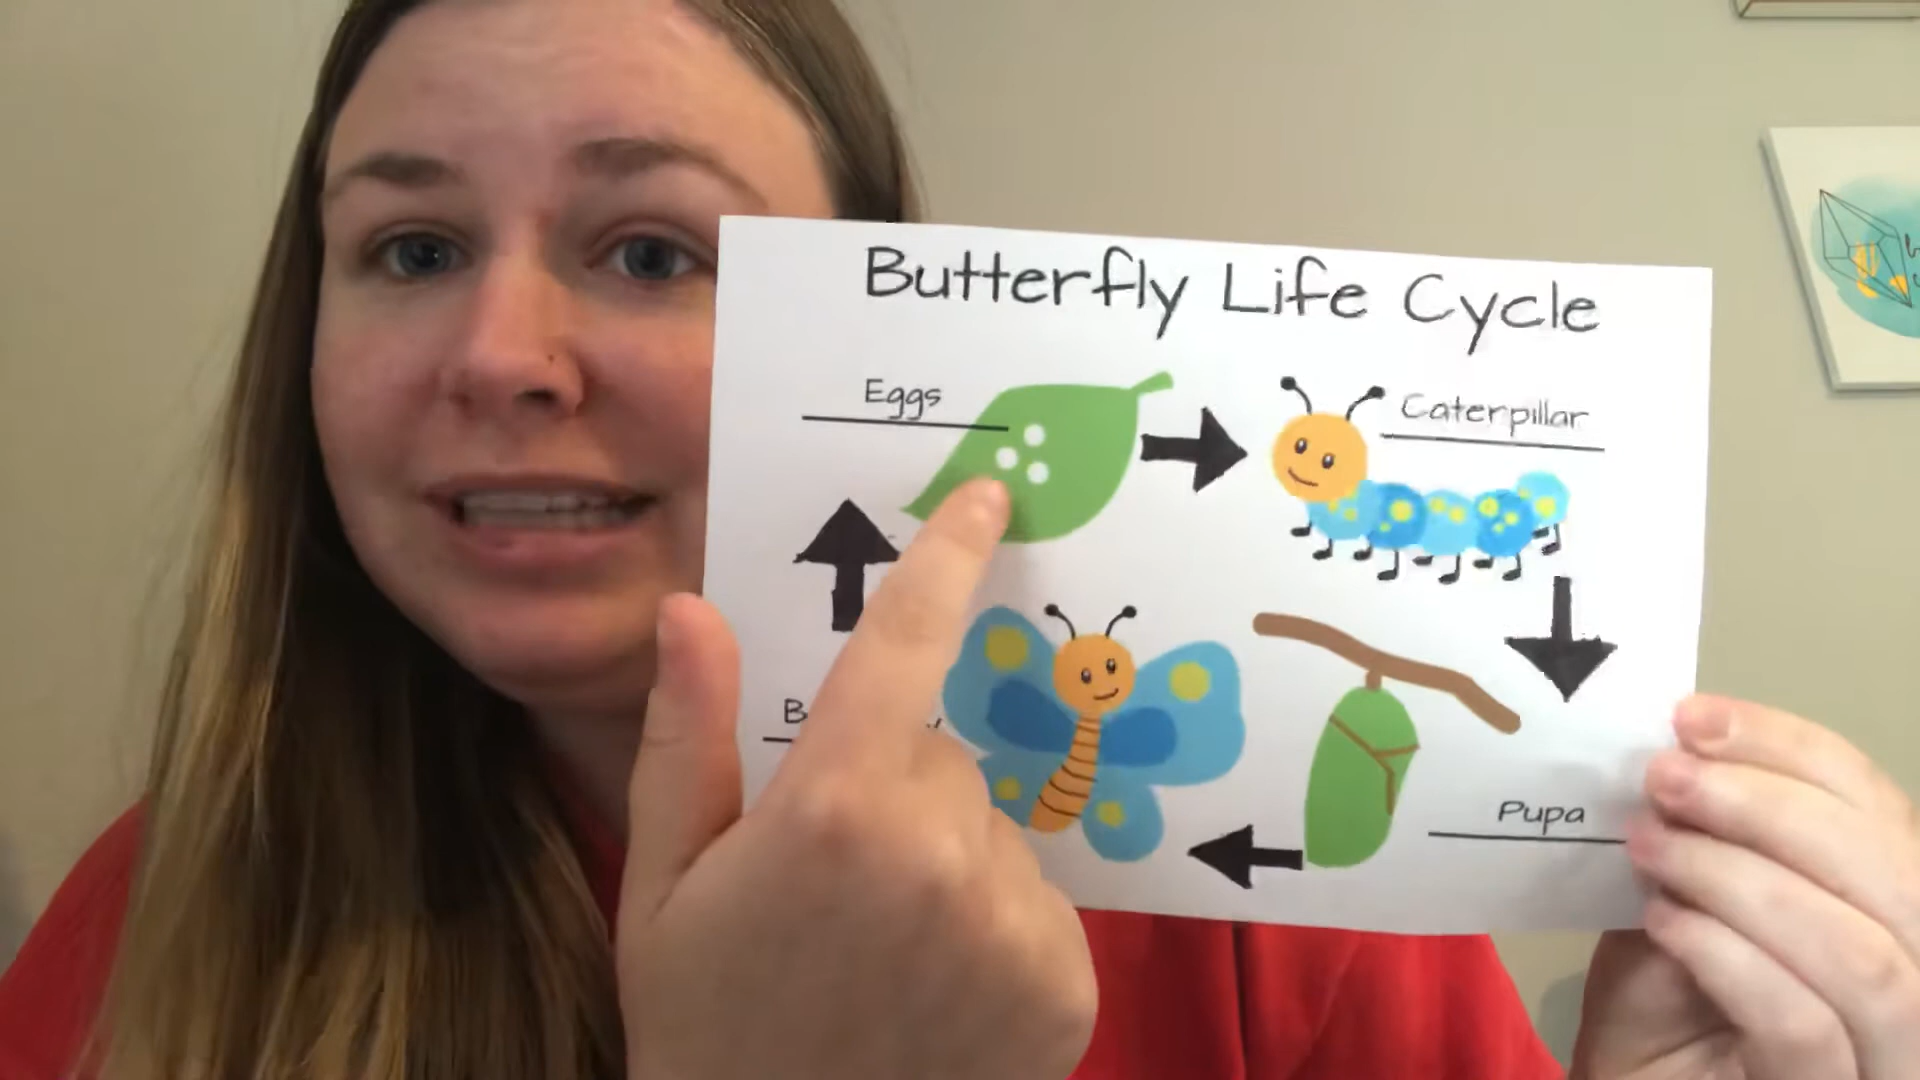 Butterfly Life Cycle
Eggs
Caterpillar
Pupa